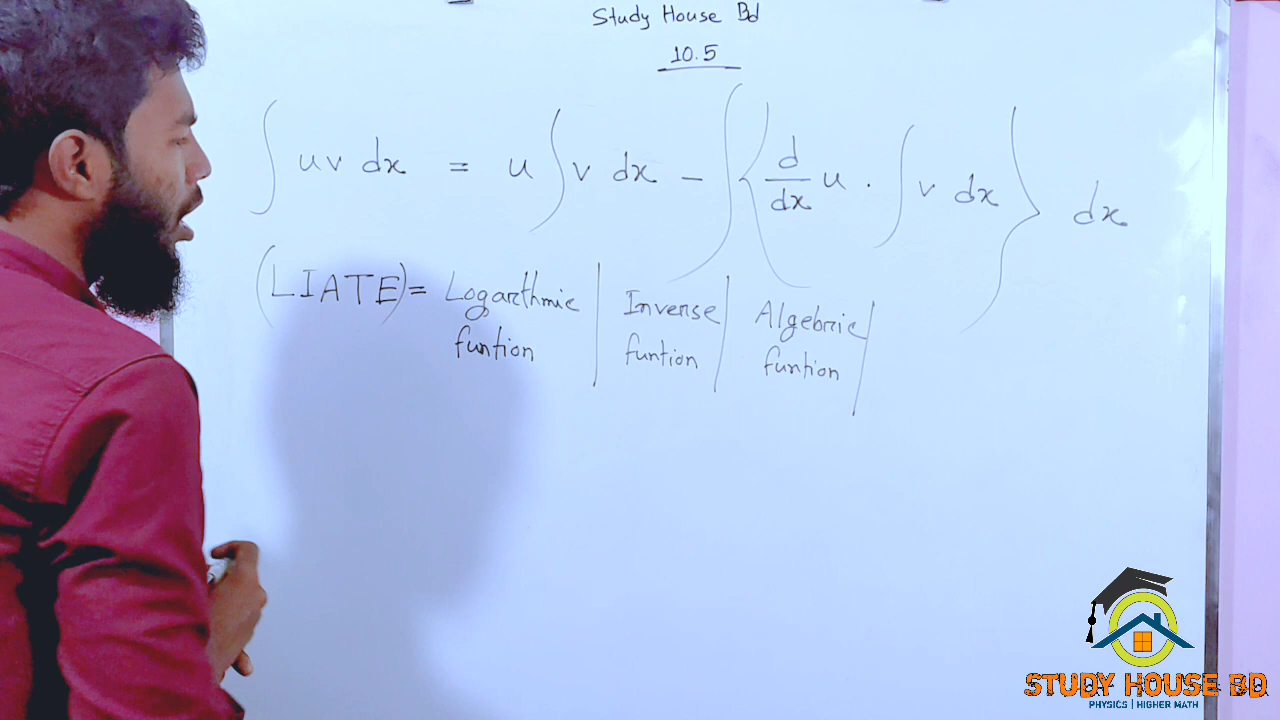 Study House Bd
10.5
∫ uv dx = u ∫ v dx - ∫ { d/dx u . ∫ v dx } dx
(LIATE) = Logarthmic funtion | Inverse funtion | Algebric funtion |
STUDY HOUSE BD
PHYSICS | HIGHER MATH